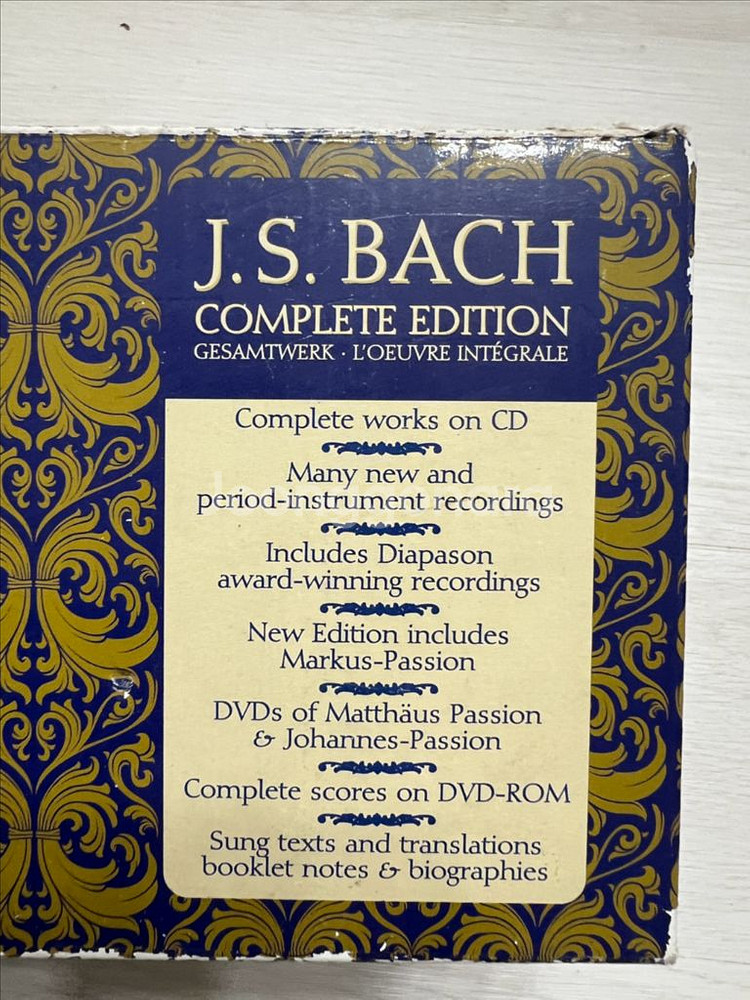 J. S. BACH
COMPLETE EDITION
GESAMTWERK · L'OEUVRE INTÉGRALE
Complete works on CD
Many new and
period-instrument recordings
Includes Diapason
award-winning recordings
New Edition includes
Markus-Passion
DVDs of Matthäus Passion
& Johannes-Passion
Complete scores on DVD-ROM
Sung texts and translations
booklet notes & biographies